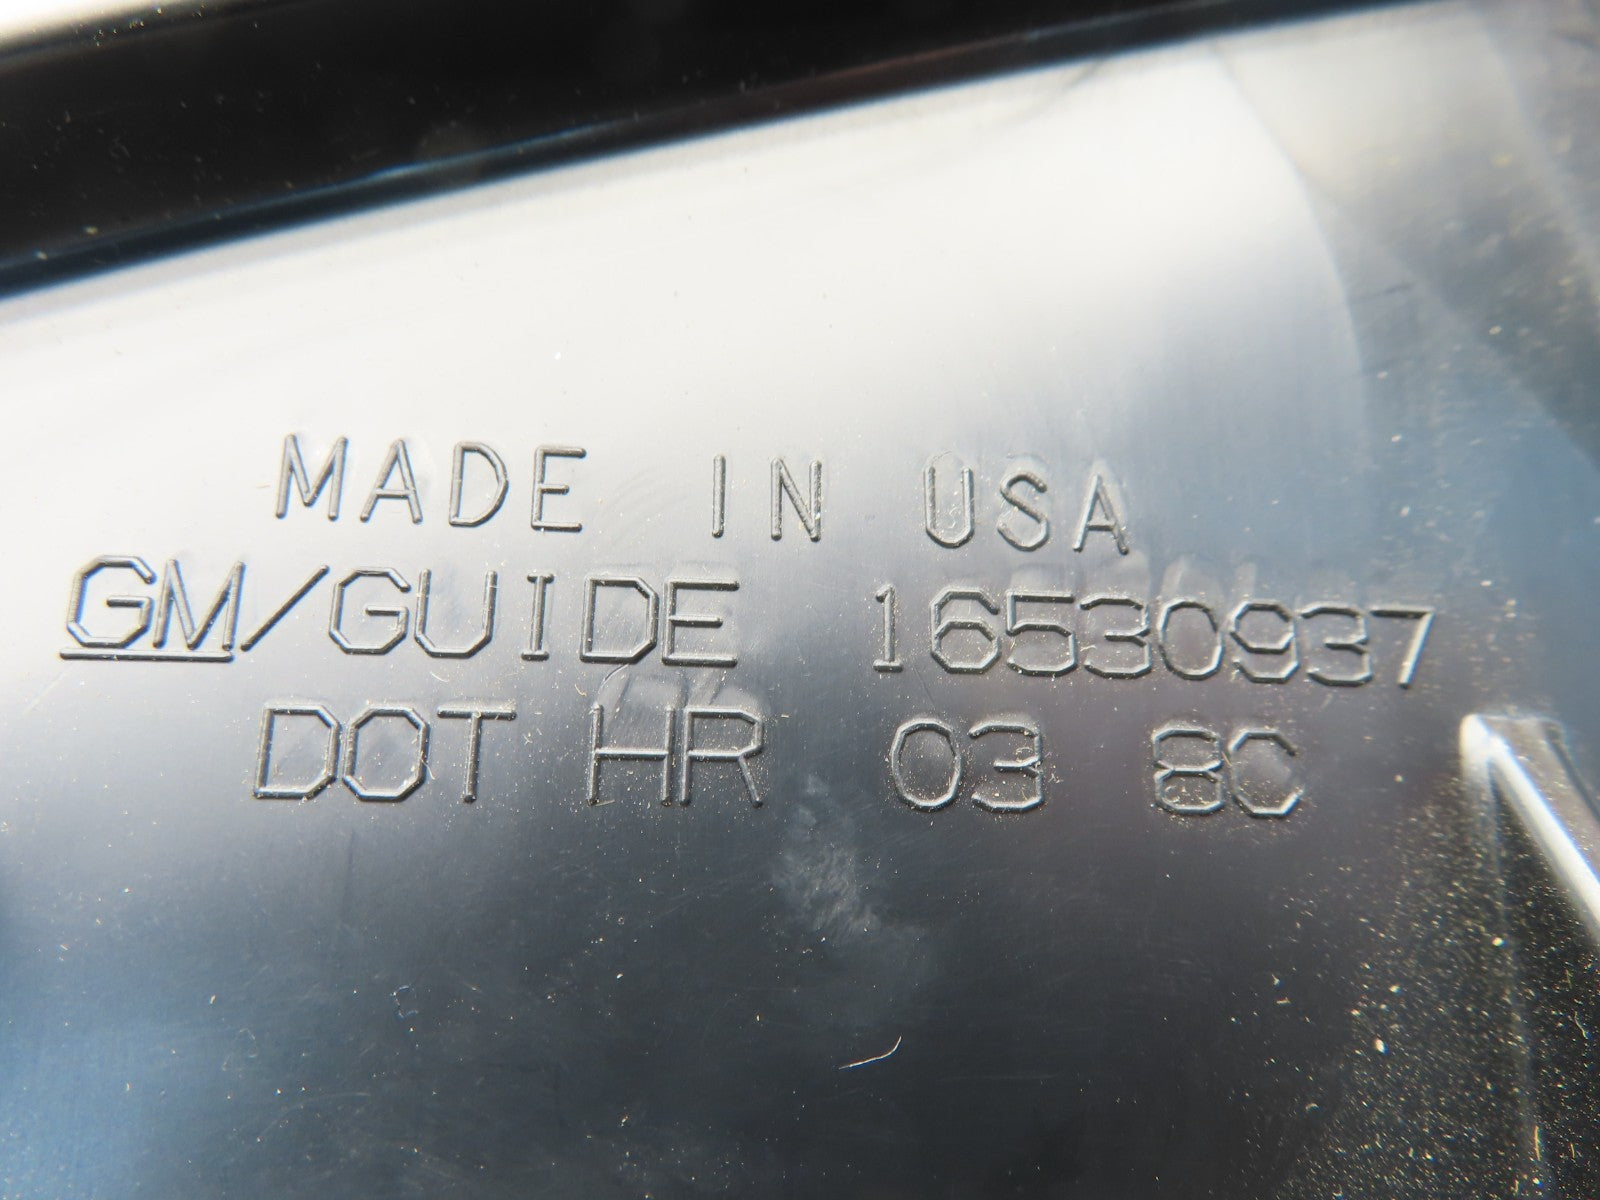 MADE IN USA
GM/GUIDE 16530937
DOT HR 03 8C